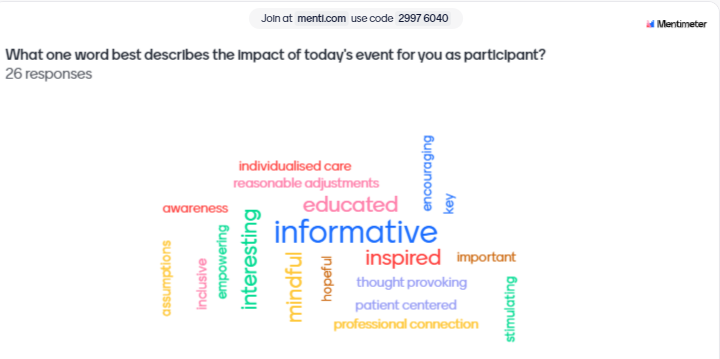 Join at menti.com use code 2997 6040
Mentimeter
What one word best describes the impact of today's event for you as participant?
26 responses
individualised care
reasonable adjustments
encouraging
key
awareness
educated
informative
assumptions
inclusive
empowering
interesting
mindful
hopeful
inspired
important
thought provoking
patient centered
professional connection
stimulating